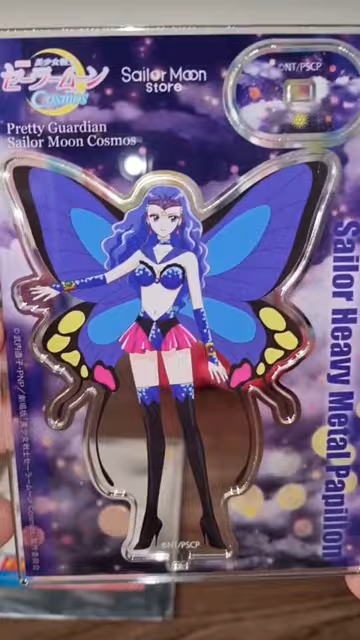 美少女戦士
セーラームーン
Cosmos
Sailor Moon
store
©NT/PSCP
Pretty Guardian
Sailor Moon Cosmos
Sailor Heavy Metal Papillon
©NT/PSCP